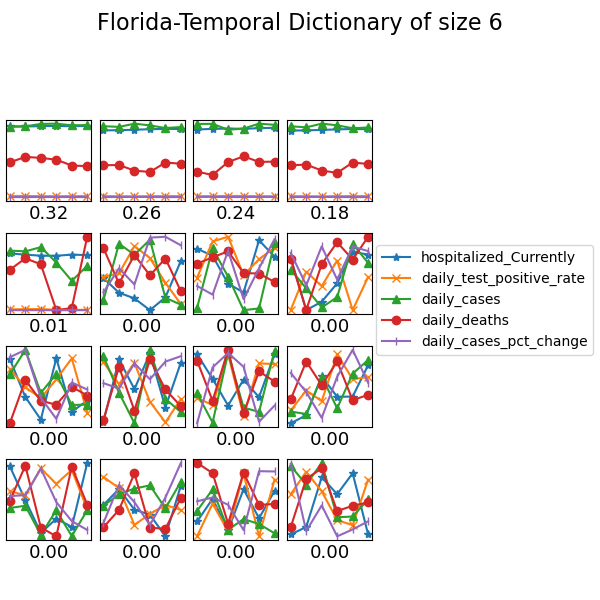 Florida-Temporal Dictionary of size 6
0.32 0.26 0.24 0.18
0.01 0.00 0.00 0.00
hospitalized_Currently
daily_test_positive_rate
daily_cases
daily_deaths
daily_cases_pct_change
0.00 0.00 0.00 0.00
0.00 0.00 0.00 0.00